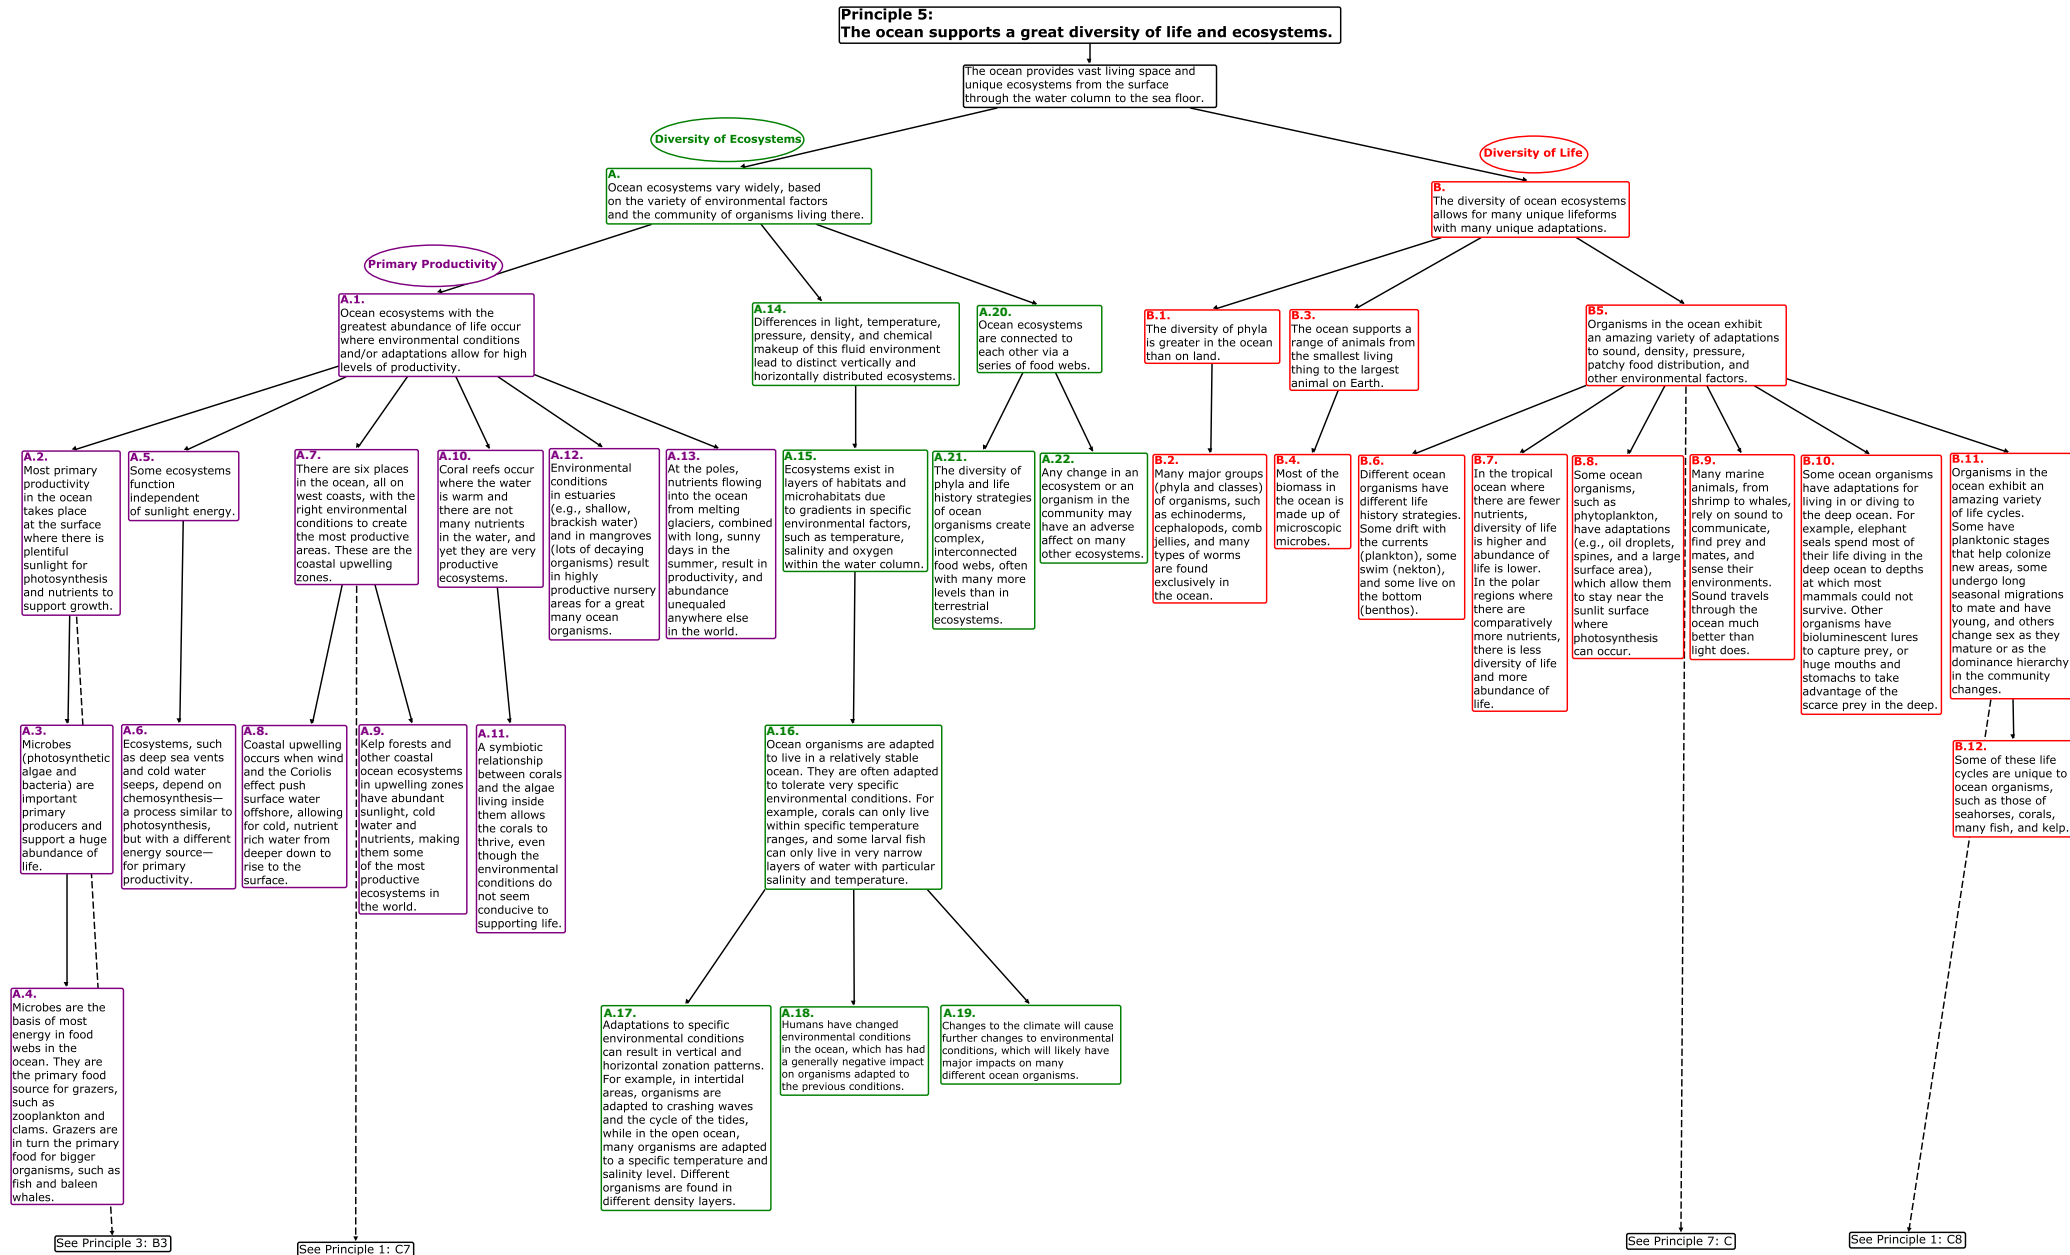 Principle 5:
The ocean supports a great diversity of life and ecosystems.
The ocean provides vast living space and
unique ecosystems from the surface
through the water column to the sea floor.
Diversity of Ecosystems
Diversity of Life
A.
Ocean ecosystems vary widely, based
on the variety of environmental factors
and the community of organisms living there.
B.
The diversity of ocean ecosystems
allows for many unique lifeforms
with many unique adaptations.
Primary Productivity
A.1.
Ocean ecosystems with the
greatest abundance of life occur
where environmental conditions
and/or adaptations allow for high
levels of productivity.
A.14.
Differences in light, temperature,
pressure, density, and chemical
makeup of this fluid environment
lead to distinct vertically and
horizontally distributed ecosystems.
A.20.
Ocean ecosystems
are connected to
each other via a
series of food webs.
B.1.
The diversity of phyla
is greater in the ocean
than on land.
B.3.
The ocean supports a
range of animals from
the smallest living
thing to the largest
animal on Earth.
B5.
Organisms in the ocean exhibit
an amazing variety of adaptations
to sound, density, pressure,
patchy food distribution, and
other environmental factors.
A.2.
Most primary
productivity
in the ocean
takes place
at the surface
where there is
plentiful
sunlight for
photosynthesis
and nutrients to
support growth.
A.5.
Some ecosystems
function
independent
of sunlight energy.
A.7.
There are six places
in the ocean, all on
west coasts, with the
right environmental
conditions to create
the most productive
areas. These are the
coastal upwelling
zones.
A.10.
Coral reefs occur
where the water
is warm and
there are not
many nutrients
in the water, and
yet they are very
productive
ecosystems.
A.12.
Environmental
conditions
in estuaries
(e.g., shallow,
brackish water)
and in mangroves
(lots of decaying
organisms) result
in highly
productive nursery
areas for a great
many ocean
organisms.
A.13.
At the poles,
nutrients flowing
into the ocean
from melting
glaciers, combined
with long, sunny
days in the
summer, result in
productivity, and
abundance
unequaled
anywhere else
in the world.
A.15.
Ecosystems exist in
layers of habitats and
microhabitats due
to gradients in specific
environmental factors,
such as temperature,
salinity and oxygen
within the water column.
A.21.
The diversity of
phyla and life
history strategies
of ocean
organisms create
complex,
interconnected
food webs, often
with many more
levels than in
terrestrial
ecosystems.
A.22.
Any change in an
ecosystem or an
organism in the
community may
have an adverse
affect on many
other ecosystems.
B.2.
Many major groups
(phyla and classes)
of organisms, such
as echinoderms,
cephalopods, comb
jellies, and many
types of worms
are found
exclusively in
the ocean.
B.4.
Most of the
biomass in
the ocean is
made up of
microscopic
microbes.
B.6.
Different ocean
organisms have
different life
history strategies.
Some drift with
the currents
(plankton), some
swim (nekton),
and some live on
the bottom
(benthos).
B.7.
In the tropical
ocean where
there are fewer
nutrients,
diversity of life
is higher and
abundance of
life is lower.
In the polar
regions where
there are
comparatively
more nutrients,
there is less
diversity of life
and more
abundance of
life.
B.8.
Some ocean
organisms,
such as
phytoplankton,
have adaptations
(e.g., oil droplets,
spines, and a large
surface area),
which allow them
to stay near the
sunlit surface
where
photosynthesis
can occur.
B.9.
Many marine
animals, from
shrimp to whales,
rely on sound to
communicate,
find prey and
mates, and
sense their
environments.
Sound travels
through the
ocean much
better than
light does.
B.10.
Some ocean organisms
have adaptations for
living in or diving to
the deep ocean. For
example, elephant
seals spend most of
their life diving in the
deep ocean to depths
at which most
mammals could not
survive. Other
organisms have
bioluminescent lures
to capture prey, or
huge mouths and
stomachs to take
advantage of the
scarce prey in the deep.
B.11.
Organisms in the
ocean exhibit an
amazing variety
of life cycles.
Some have
planktonic stages
that help colonize
new areas, some
undergo long
seasonal migrations
to mate and have
young, and others
change sex as they
mature or as the
dominance hierarchy
in the community
changes.
A.3.
Microbes
(photosynthetic
algae and
bacteria) are
important
primary
producers and
support a huge
abundance of
life.
A.6.
Ecosystems, such
as deep sea vents
and cold water
seeps, depend on
chemosynthesis—
a process similar to
photosynthesis,
but with a different
energy source—
for primary
productivity.
A.8.
Coastal upwelling
occurs when wind
and the Coriolis
effect push
surface water
offshore, allowing
for cold, nutrient
rich water from
deeper down to
rise to the
surface.
A.9.
Kelp forests and
other coastal
ocean ecosystems
in upwelling zones
have abundant
sunlight, cold
water and
nutrients, making
them some
of the most
productive
ecosystems in
the world.
A.11.
A symbiotic
relationship
between corals
and the algae
living inside
them allows
the corals to
thrive, even
though the
environmental
conditions do
not seem
conducive to
supporting life.
A.16.
Ocean organisms are adapted
to live in a relatively stable
ocean. They are often adapted
to tolerate very specific
environmental conditions. For
example, corals can only live
within specific temperature
ranges, and some larval fish
can only live in very narrow
layers of water with particular
salinity and temperature.
B.12.
Some of these life
cycles are unique to
ocean organisms,
such as those of
seahorses, corals,
many fish, and kelp.
A.4.
Microbes are the
basis of most
energy in food
webs in the
ocean. They are
the primary food
source for grazers,
such as
zooplankton and
clams. Grazers are
in turn the primary
food for bigger
organisms, such as
fish and baleen
whales.
A.17.
Adaptations to specific
environmental conditions
can result in vertical and
horizontal zonation patterns.
For example, in intertidal
areas, organisms are
adapted to crashing waves
and the cycle of the tides,
while in the open ocean,
many organisms are adapted
to a specific temperature and
salinity level. Different
organisms are found in
different density layers.
A.18.
Humans have changed
environmental conditions
in the ocean, which has had
a generally negative impact
on organisms adapted to
the previous conditions.
A.19.
Changes to the climate will cause
further changes to environmental
conditions, which will likely have
major impacts on many
different ocean organisms.
See Principle 3: B3
See Principle 1: C7
See Principle 7: C
See Principle 1: C8